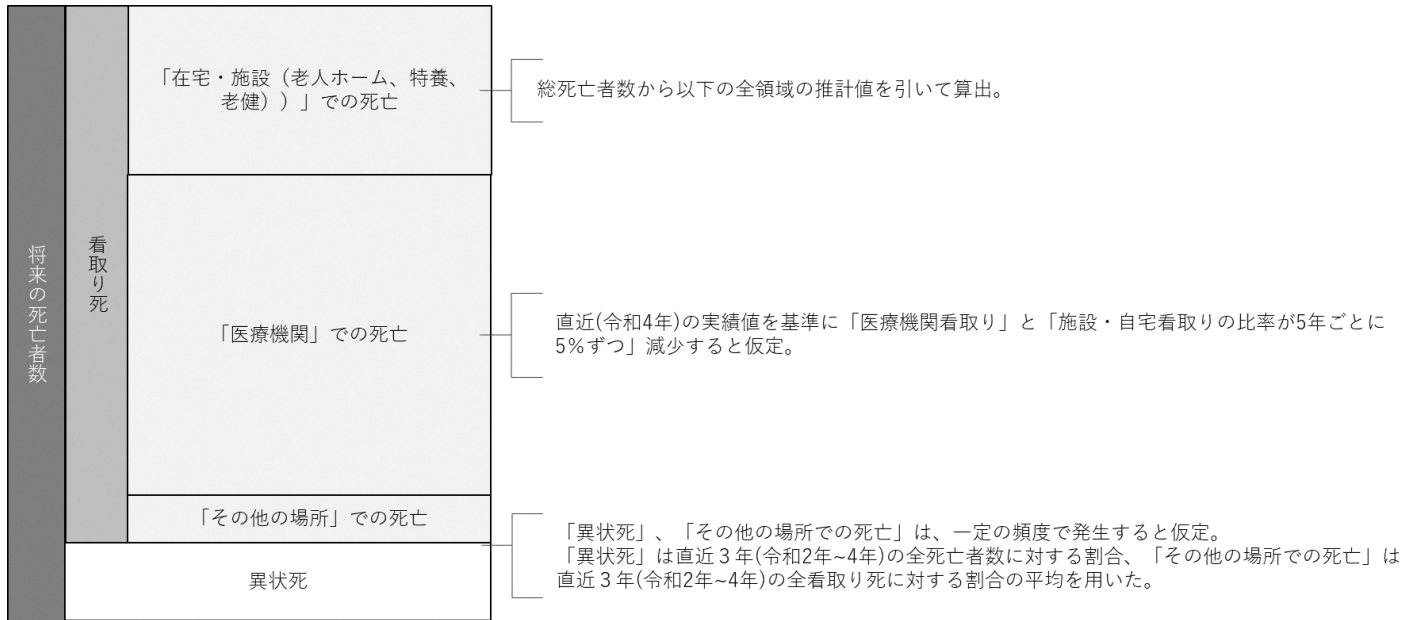 将来の死亡者数
看取り死
「在宅・施設（老人ホーム、特養、
老健））」での死亡
総死亡者数から以下の全領域の推計値を引いて算出。
「医療機関」での死亡
直近(令和4年)の実績値を基準に「医療機関看取り」と「施設・自宅看取りの比率が5年ごとに
5%ずつ」減少すると仮定。
「その他の場所」での死亡
異状死
「異状死」、「その他の場所での死亡」は、一定の頻度で発生すると仮定。
「異状死」は直近３年(令和2年~4年)の全死亡者数に対する割合、「その他の場所での死亡」は
直近３年(令和2年~4年)の全看取り死に対する割合の平均を用いた。